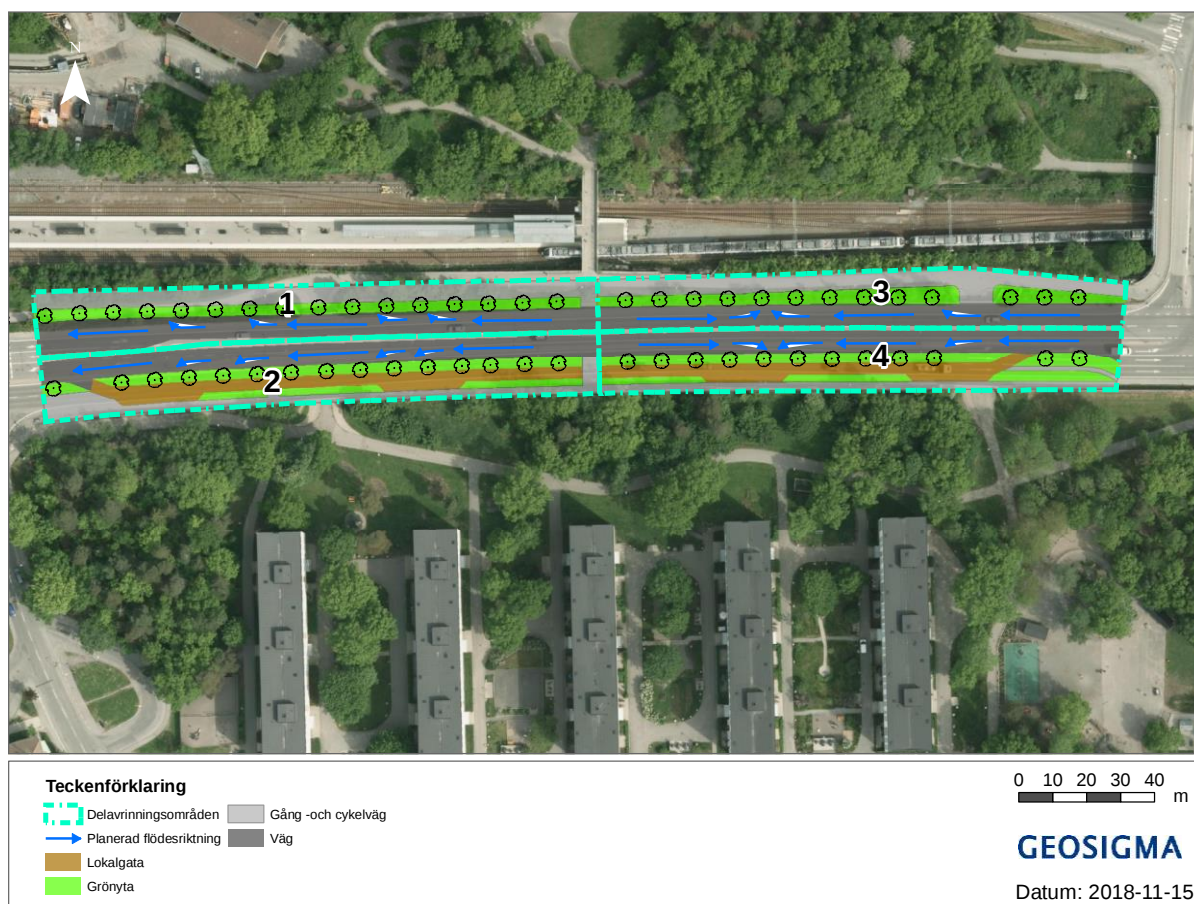 N
1
3
2
4
Teckenförklaring
Delavrinningsområden
Gång -och cykelväg
Planerad flödesriktning
Väg
Lokalgata
Grönyta
0 10 20 30 40
m
GEOSIGMA
Datum: 2018-11-15